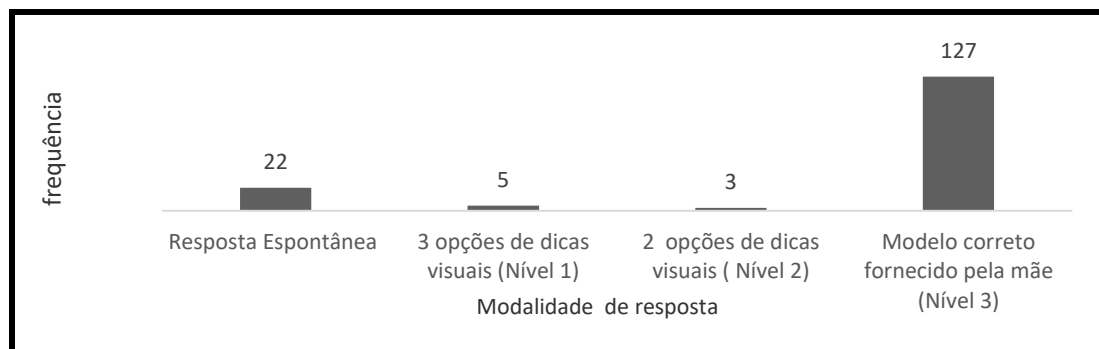 127
22
5
3
frequência
Resposta Espontânea
3 opções de dicas
visuais (Nível 1)
2 opções de dicas
visuais ( Nível 2)
Modelo correto
fornecido pela mãe
(Nível 3)
Modalidade de resposta